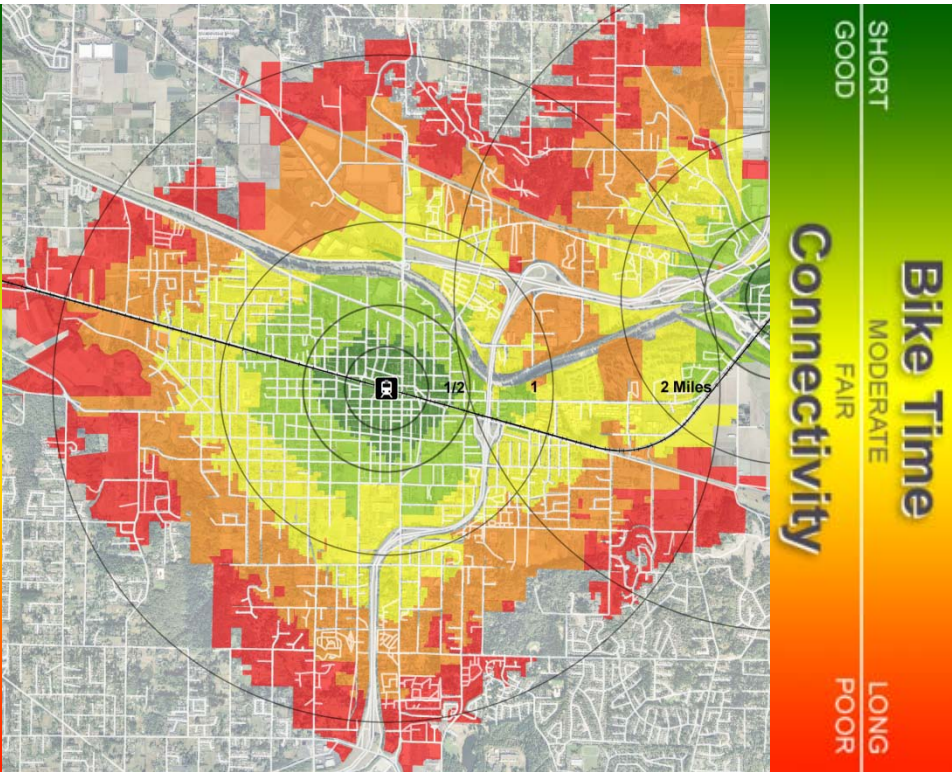 1/2
1
2 Miles
Bike Time
SHORT
MODERATE
LONG
GOOD
FAIR
POOR
Connectivity